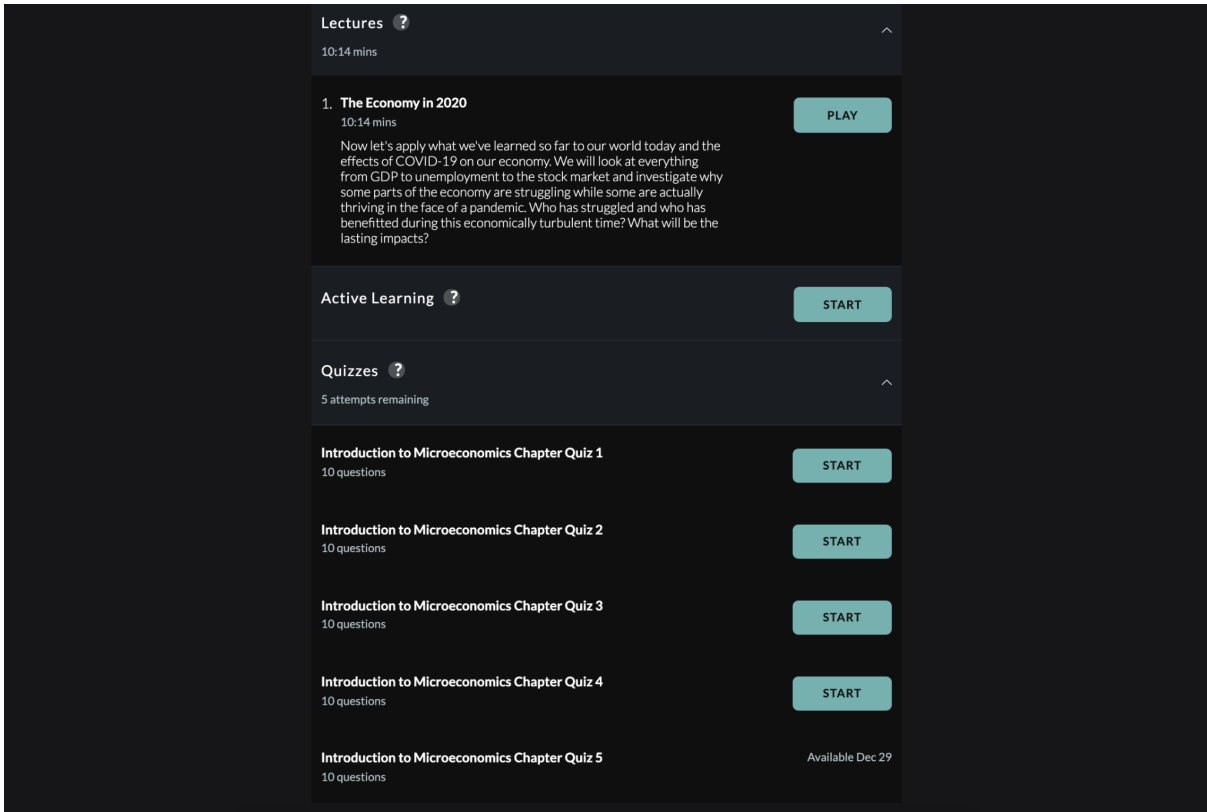 Lectures ?
10:14 mins
1. The Economy in 2020
PLAY
10:14 mins
Now let's apply what we've learned so far to our world today and the
effects of COVID-19 on our economy. We will look at everything
from GDP to unemployment to the stock market and investigate why
some parts of the economy are struggling while some are actually
thriving in the face of a pandemic. Who has struggled and who has
benefitted during this economically turbulent time? What will be the
lasting impacts?
Active Learning ?
START
Quizzes ?
5 attempts remaining
Introduction to Microeconomics Chapter Quiz 1
10 questions
START
Introduction to Microeconomics Chapter Quiz 2
10 questions
START
Introduction to Microeconomics Chapter Quiz 3
10 questions
START
Introduction to Microeconomics Chapter Quiz 4
10 questions
START
Introduction to Microeconomics Chapter Quiz 5
Available Dec 29
10 questions